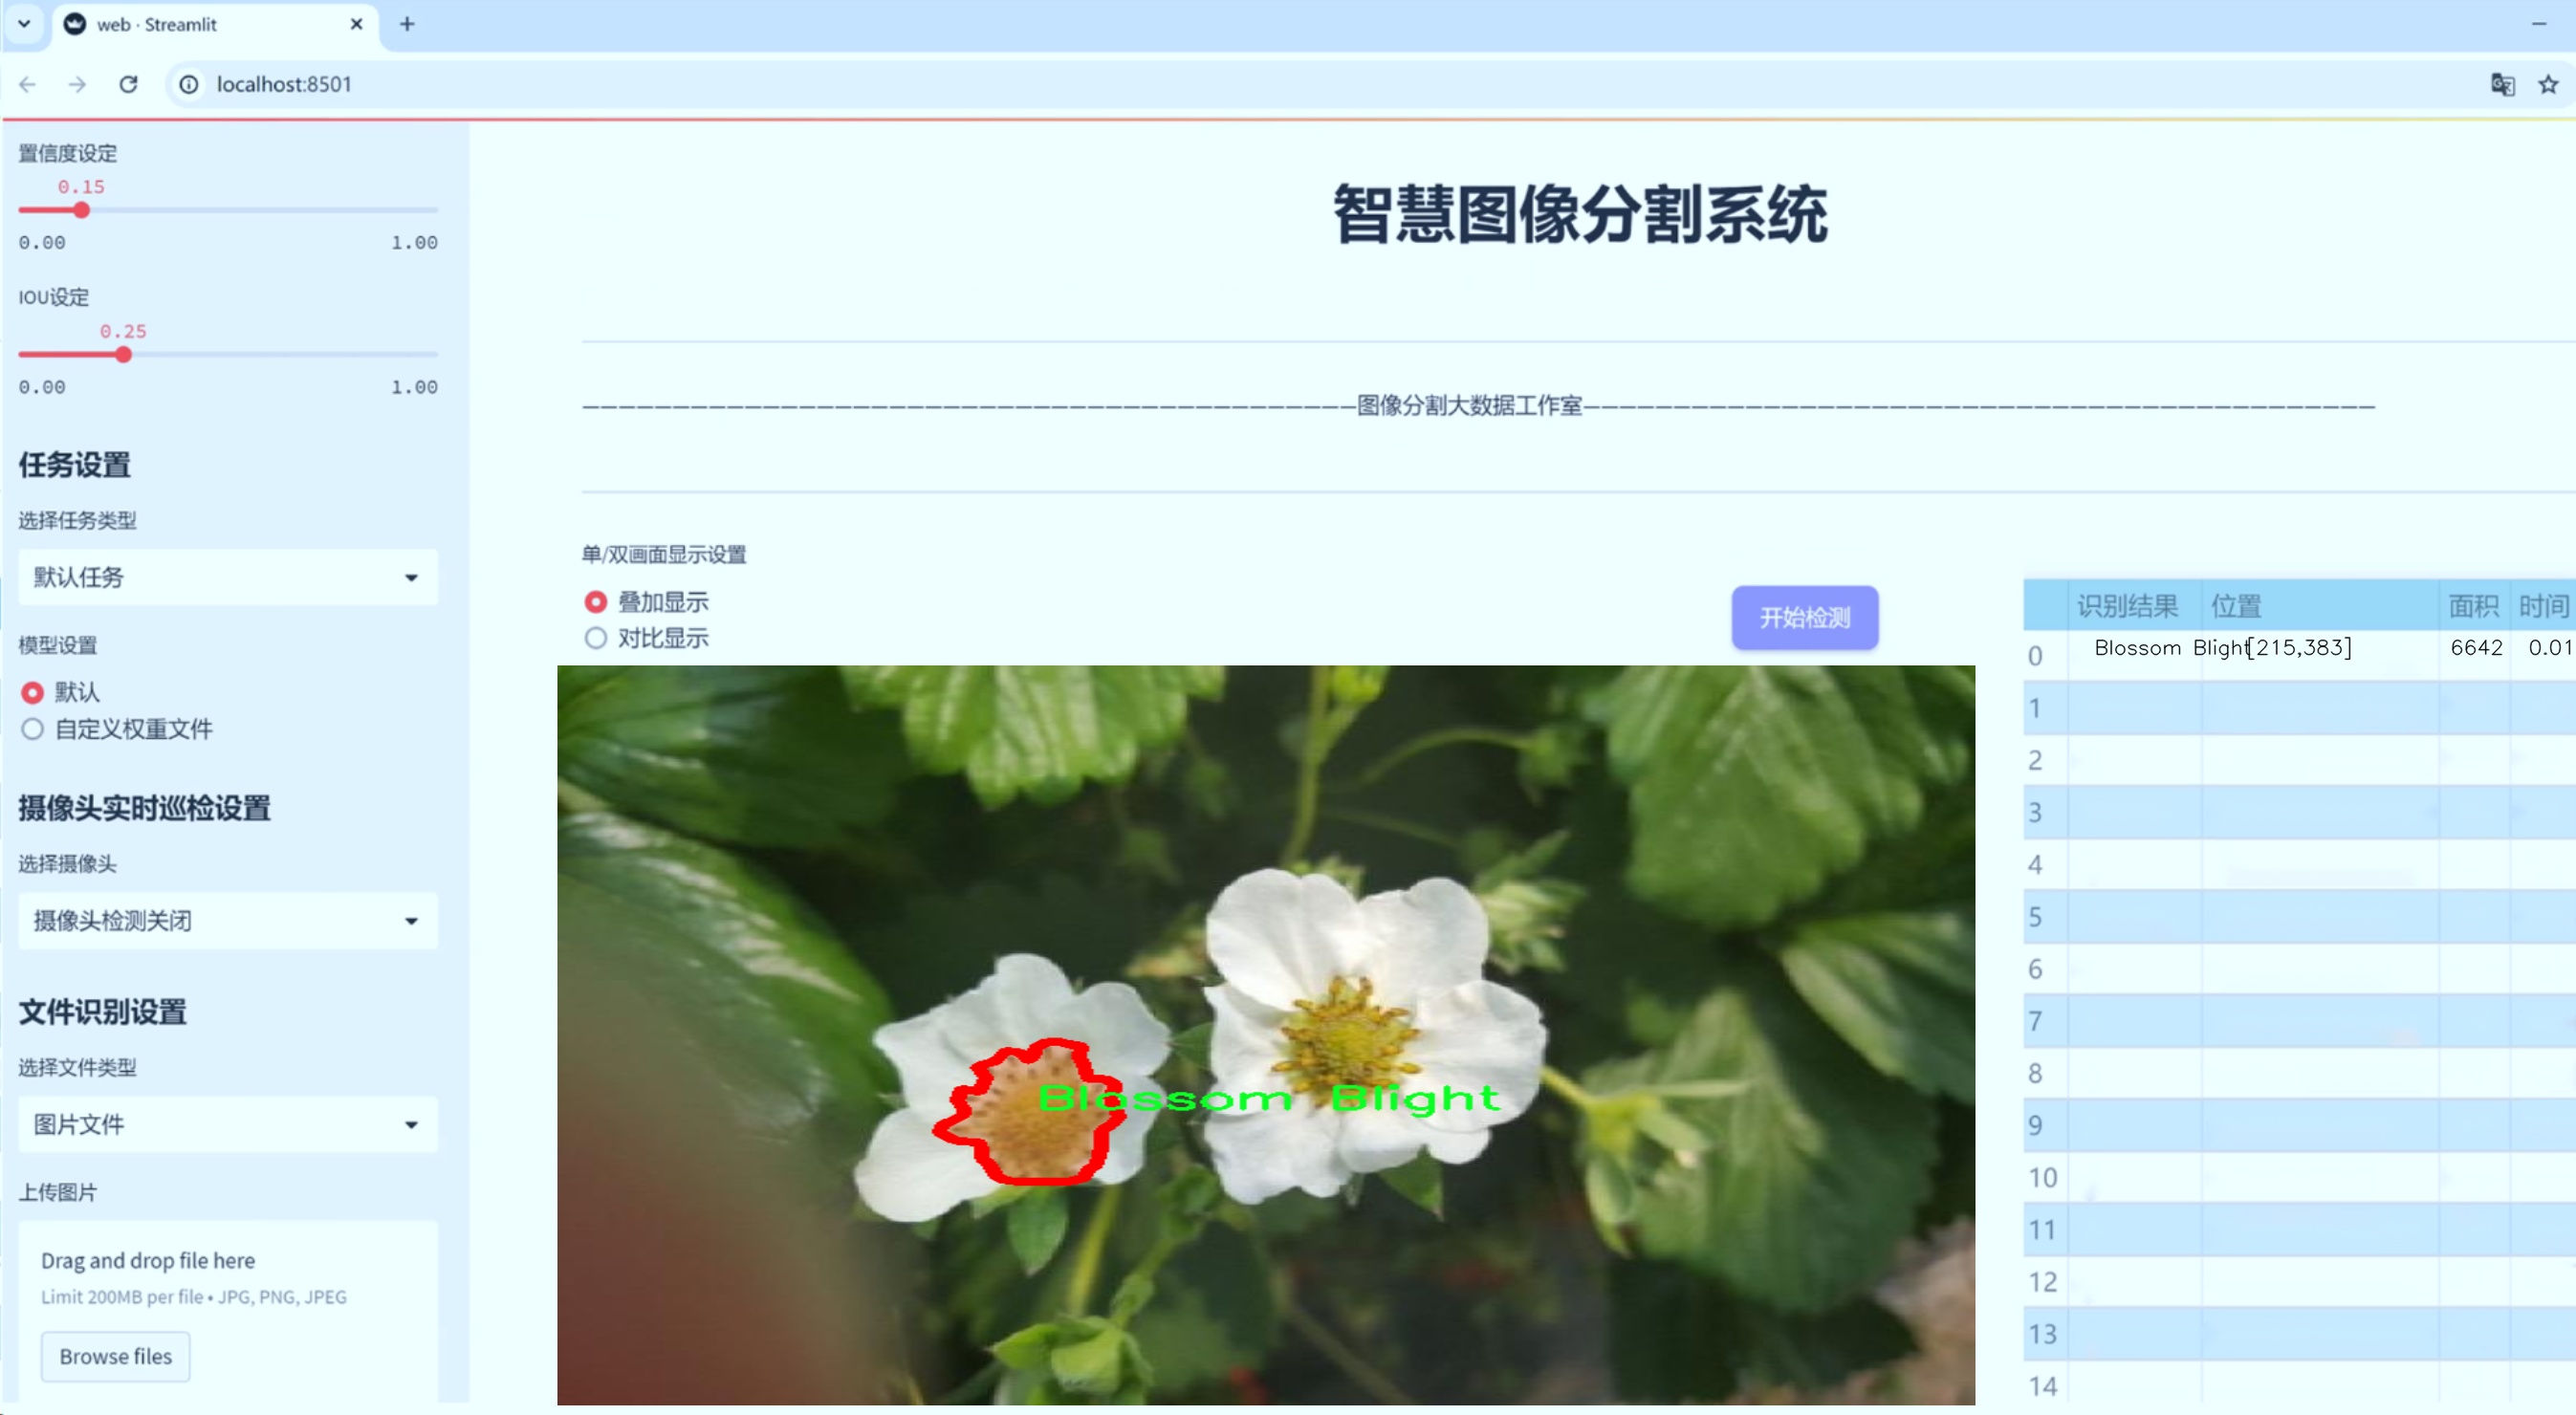 web · Streamlit
localhost:8501
置信度设定
0.15
0.00 1.00
IOU设定
0.25
0.00 1.00
任务设置
选择任务类型
默认任务
模型设置
默认
自定义权重文件
摄像头实时巡检设置
选择摄像头
摄像头检测关闭
文件识别设置
选择文件类型
图片文件
上传图片
Drag and drop file here
Limit 200MB per file • JPG, PNG, JPEG
Browse files
智慧图像分割系统
图像分割大数据工作室
单/双画面显示设置
叠加显示
对比显示
开始检测
Blossom Blight
识别结果 位置 面积 时间
0 Blossom Blight [215,383] 6642 0.01
1
2
3
4
5
6
7
8
9
10
11
12
13
14